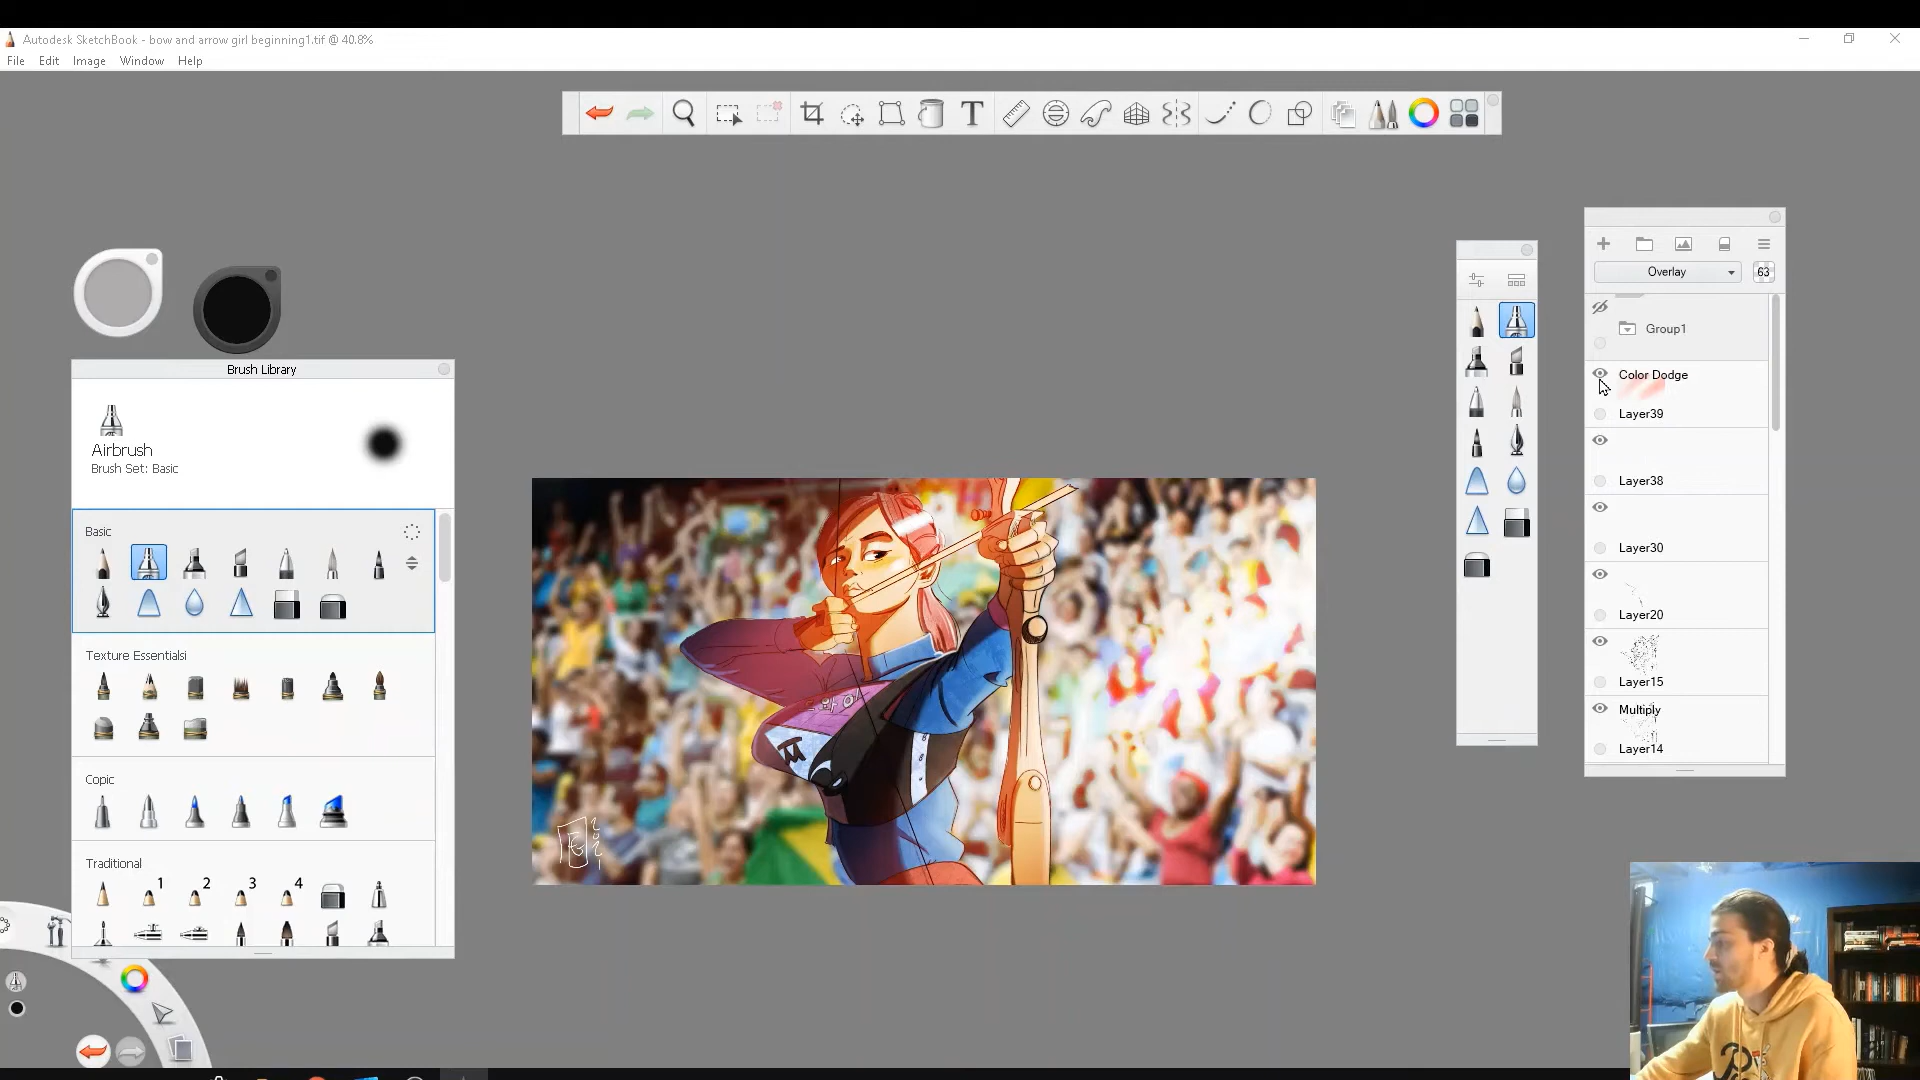 Autodesk SketchBook - bow and arrow girl beginning1.tif @ 40.8%
File Edit Image Window Help
T
Overlay 63
Group1
Color Dodge
Layer39
Layer38
Layer30
Layer20
Layer15
Multiply
Layer14
Brush Library
Airbrush
Brush Set: Basic
Basic
Texture Essentialsi
Copic
Traditional
1 2 3 4
2021